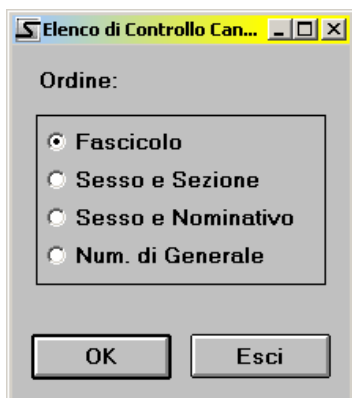 Elenco di Controllo Can...
Ordine:
Fascicolo
Sesso e Sezione
Sesso e Nominativo
Num. di Generale
OK Esci